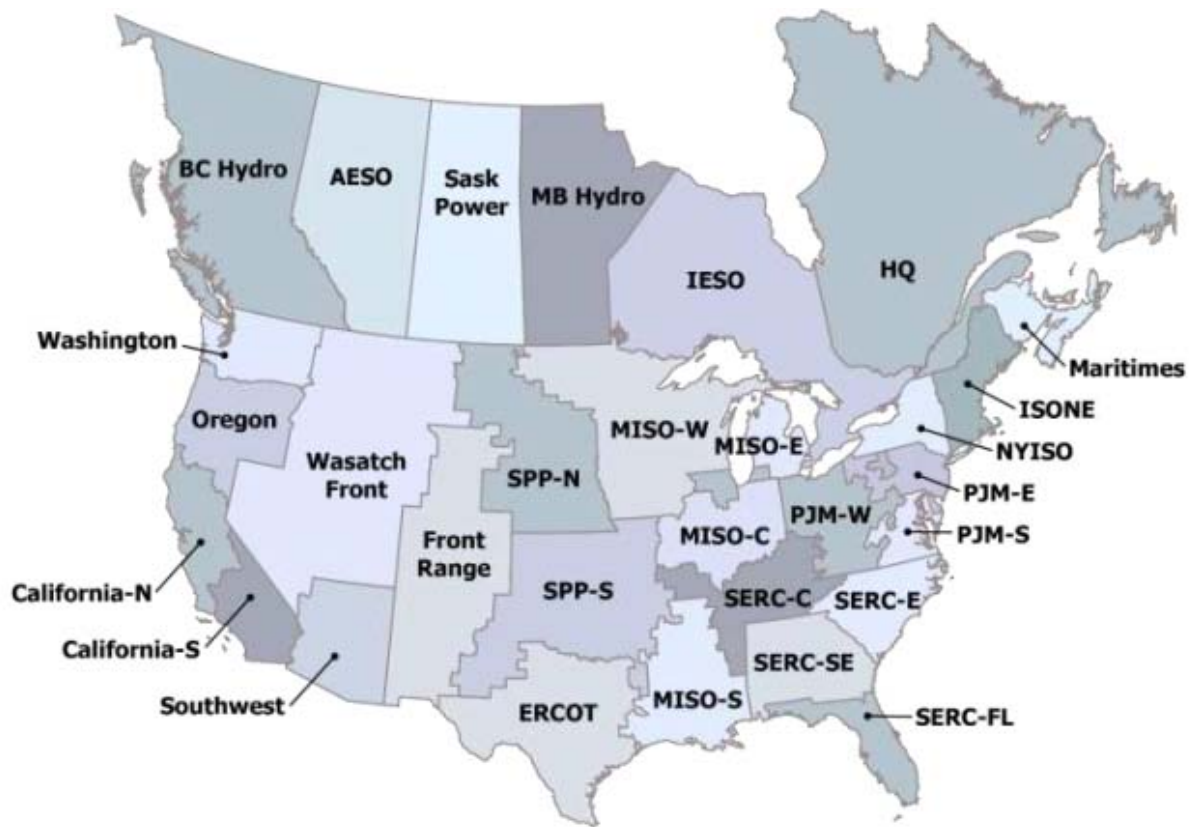 BC Hydro
AESO
Sask
Power
MB Hydro
IESO
HQ
Washington
Maritimes
Oregon
ISONE
MISO-W
MISO-E
NYISO
Wasatch
Front
SPP-N
PJM-E
PJM-W
MISO-C
PJM-S
Front
Range
California-N
SPP-S
SERC-C
SERC-E
California-S
SERC-SE
Southwest
ERCOT
MISO-S
SERC-FL